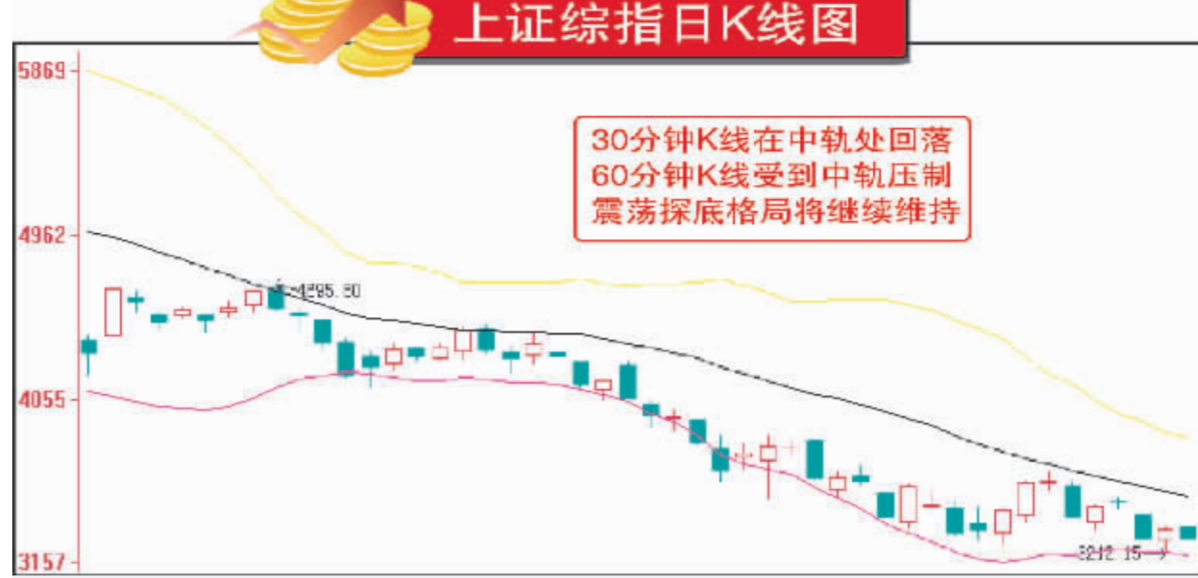 上证综指日K线图
5869
30分钟K线在中轨处回落
60分钟K线受到中轨压制
震荡探底格局将继续维持
4962
4055
3212.15
3157